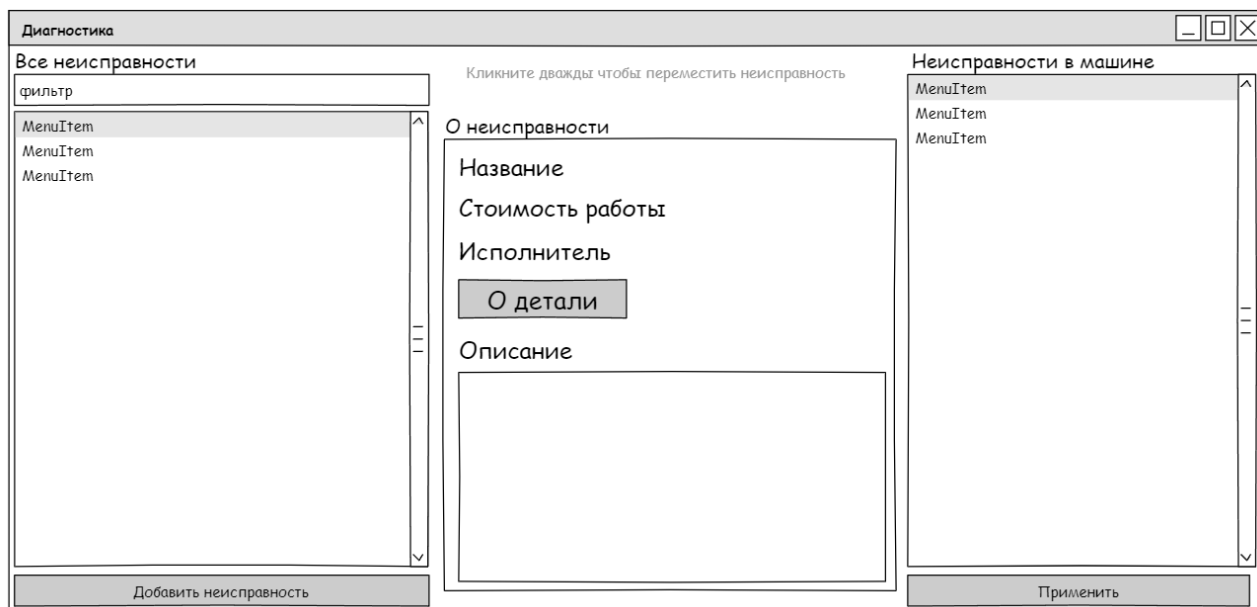 Диагностика
Все неисправности
фильтр
MenuItem
MenuItem
MenuItem
Добавить неисправность
Кликните дважды чтобы переместить неисправность
О неисправности
Название
Стоимость работы
Исполнитель
О детали
Описание
Неисправности в машине
MenuItem
MenuItem
MenuItem
Применить